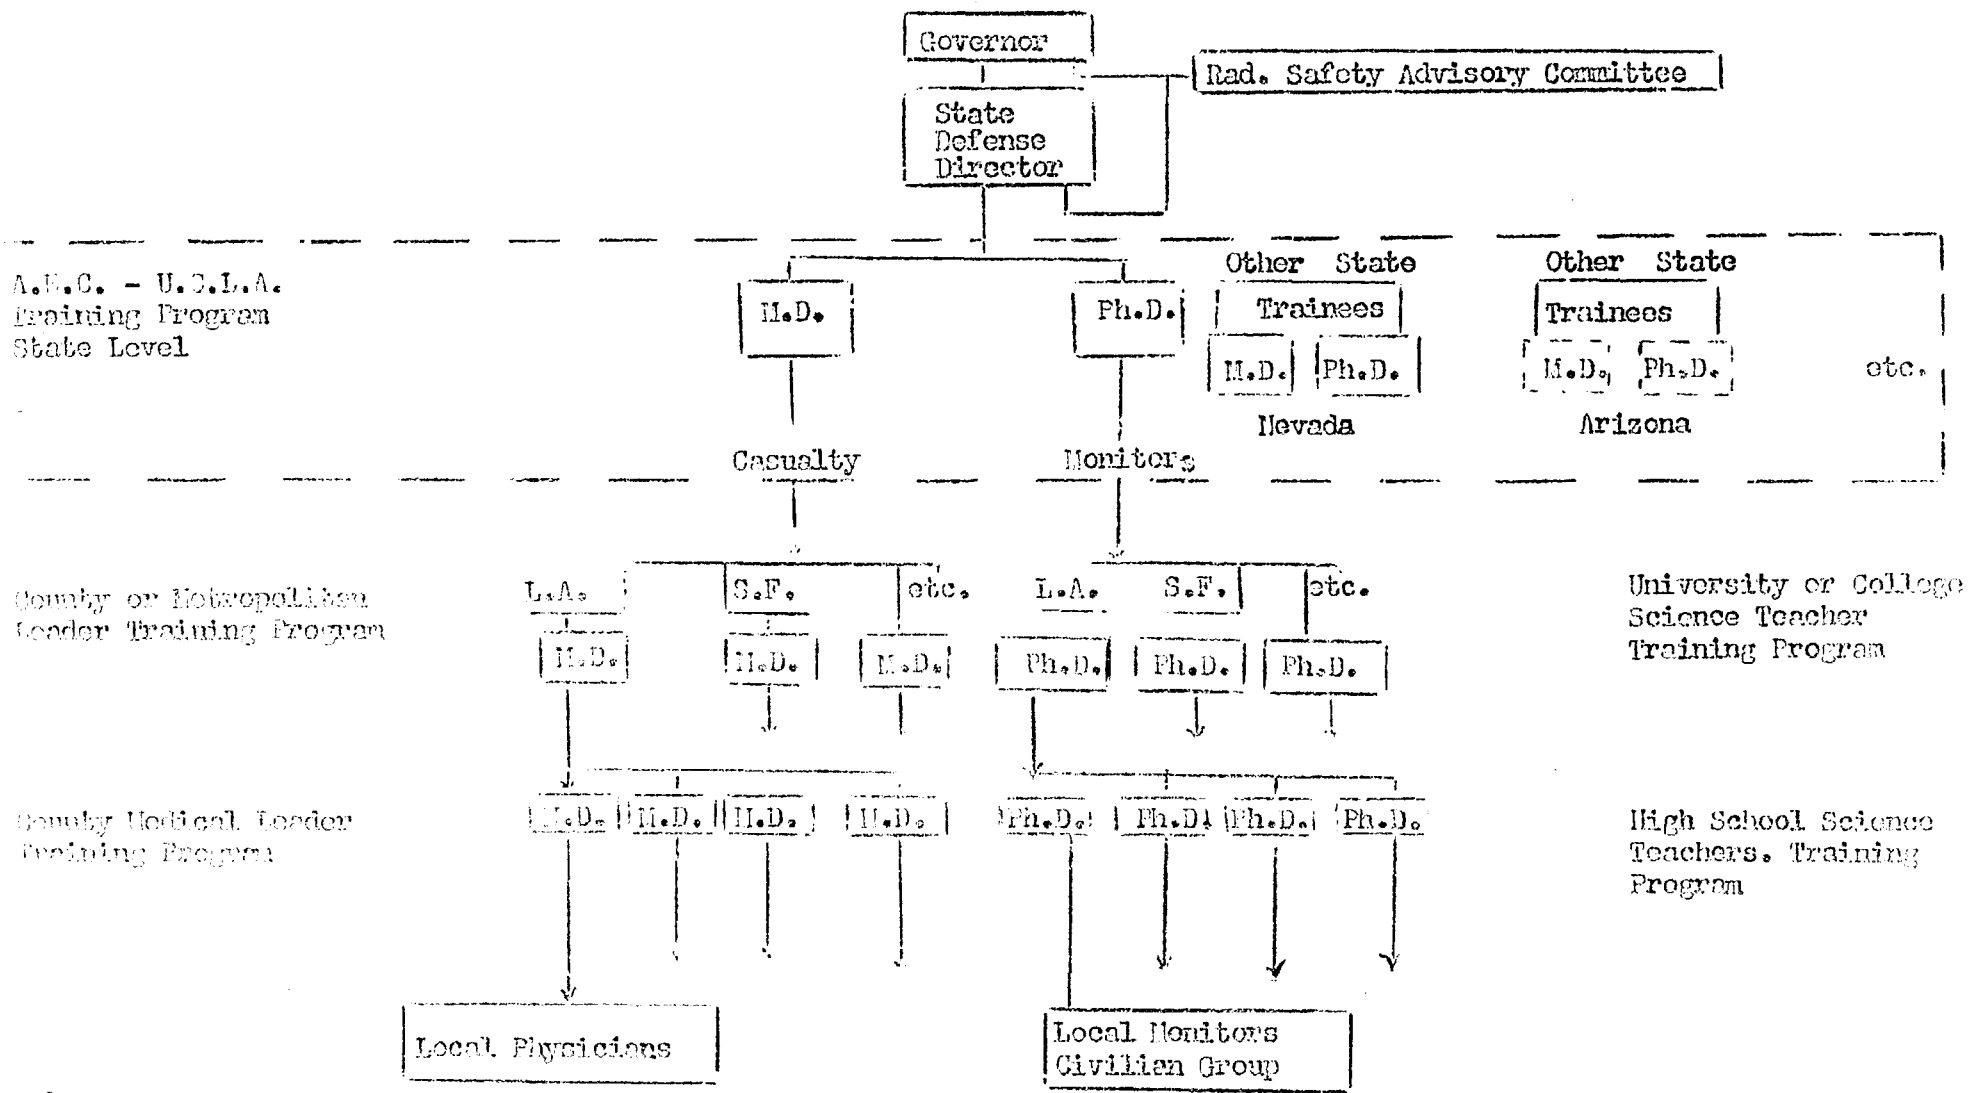 Governor
Rad. Safety Advisory Committee
State
Defense
Director
A.E.C. - U.C.L.A.
Training Program
State Level
M.D.
Ph.D.
Other State
Trainees
M.D. Ph.D.
Nevada
Other State
Trainees
M.D. Ph.D.
Arizona
etc.
Casualty
Monitors
County or Metropolitan
Leader Training Program
L.A. S.F. etc.
M.D. M.D. M.D.
L.A. S.F. etc.
Ph.D. Ph.D. Ph.D.
University or College
Science Teacher
Training Program
County Medical Leader
Training Program
M.D. M.D. M.D. M.D.
Ph.D. Ph.D Ph.D. Ph.D.
High School Science
Teachers. Training
Program
Local Physicians
Local Monitors
Civilian Group